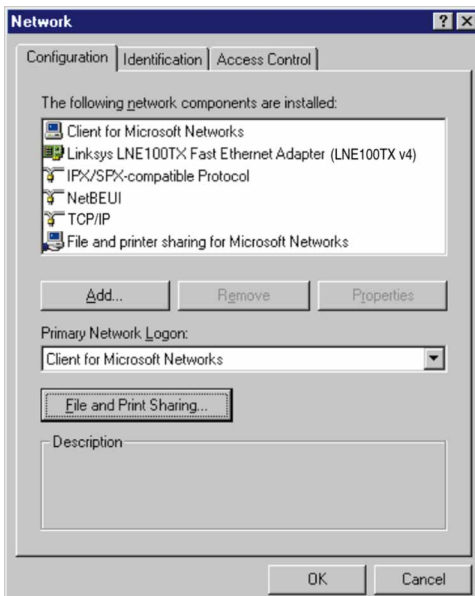 Network
Configuration Identification Access Control
The following network components are installed:
Client for Microsoft Networks
Linksys LNE100TX Fast Ethernet Adapter (LNE100TX v4)
IPX/SPX-compatible Protocol
NetBEUI
TCP/IP
File and printer sharing for Microsoft Networks
Add... Remove Properties
Primary Network Logon:
Client for Microsoft Networks
File and Print Sharing...
Description
OK Cancel